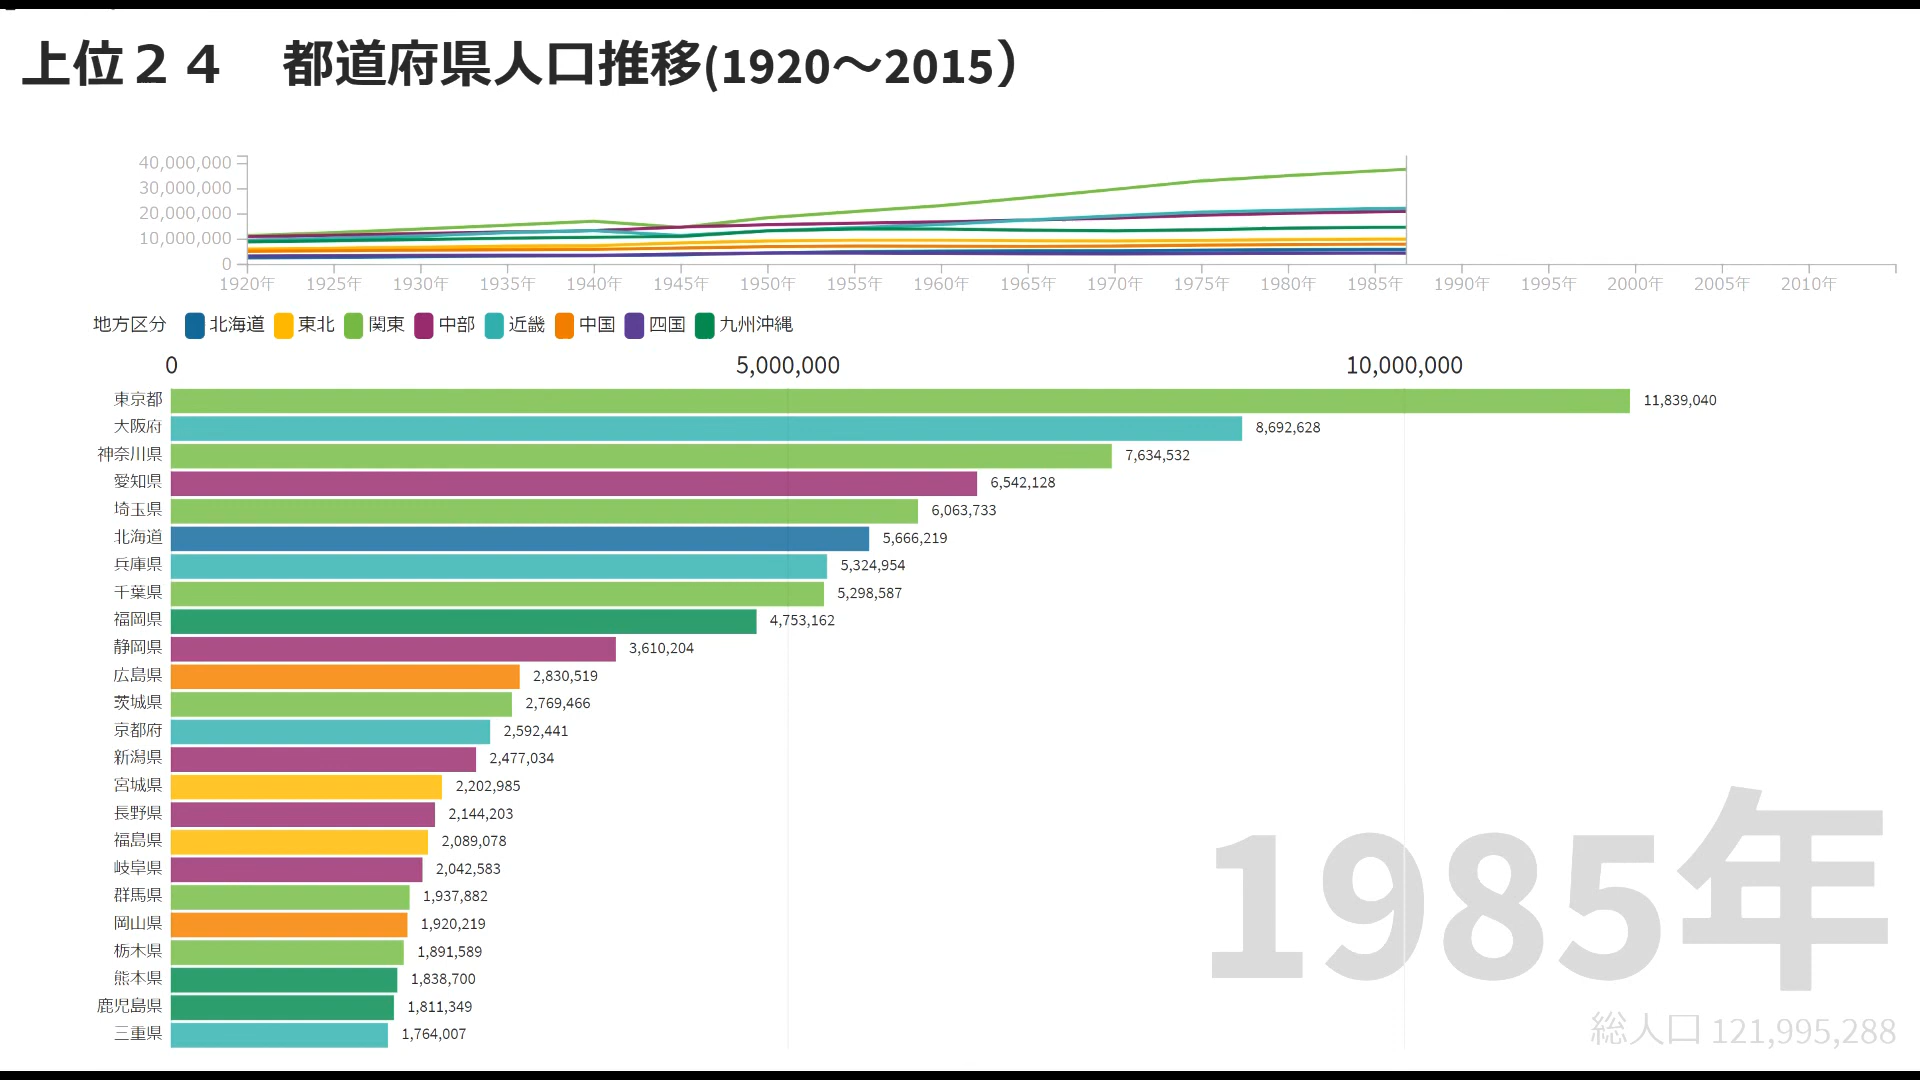 上位２４　都道府県人口推移(1920～2015）
40,000,000
30,000,000
20,000,000
10,000,000
0
1920年 1925年 1930年 1935年 1940年 1945年 1950年 1955年 1960年 1965年 1970年 1975年 1980年 1985年 1990年 1995年 2000年 2005年 2010年
地方区分 北海道 東北 関東 中部 近畿 中国 四国 九州沖縄
0 5,000,000 10,000,000
東京都 11,839,040
大阪府 8,692,628
神奈川県 7,634,532
愛知県 6,542,128
埼玉県 6,063,733
北海道 5,666,219
兵庫県 5,324,954
千葉県 5,298,587
福岡県 4,753,162
静岡県 3,610,204
広島県 2,830,519
茨城県 2,769,466
京都府 2,592,441
新潟県 2,477,034
宮城県 2,202,985
長野県 2,144,203
福島県 2,089,078
岐阜県 2,042,583
群馬県 1,937,882
岡山県 1,920,219
栃木県 1,891,589
熊本県 1,838,700
鹿児島県 1,811,349
三重県 1,764,007
1985年
総人口 121,995,288